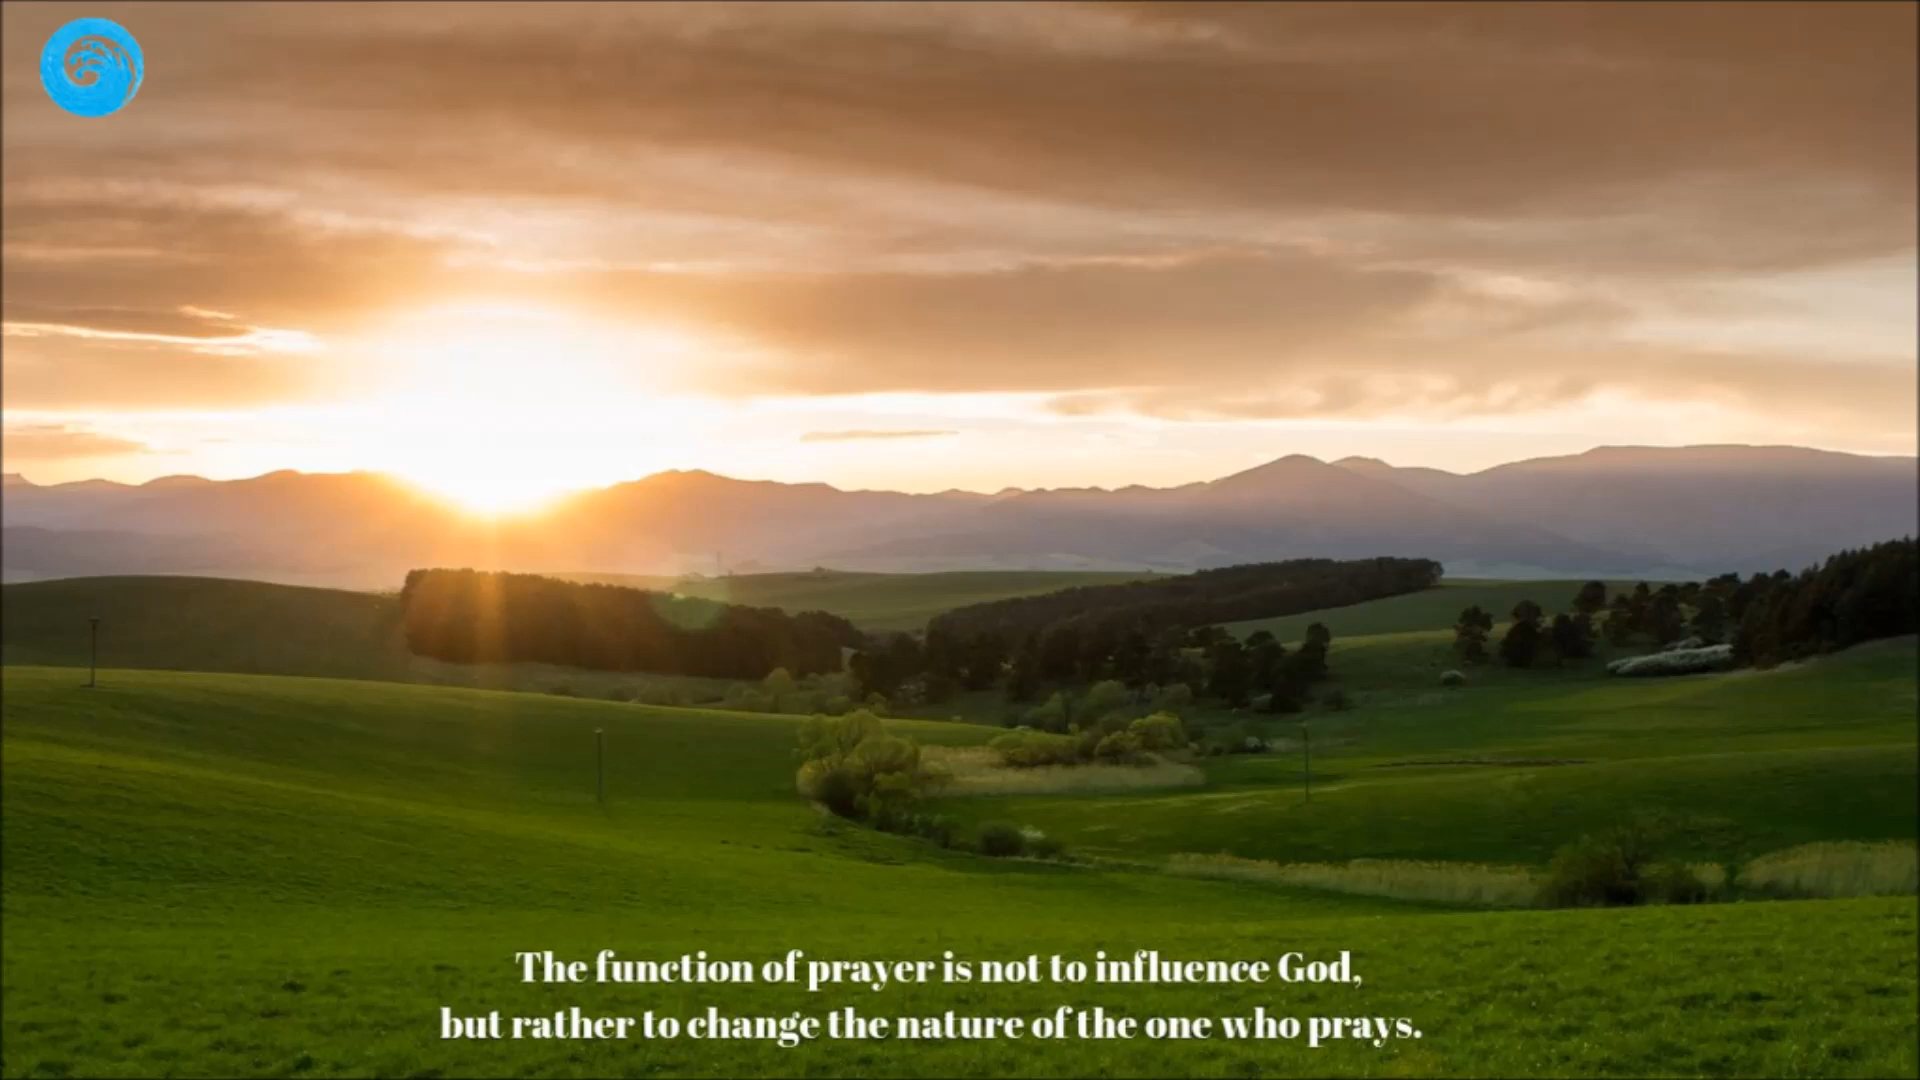 The function of prayer is not to influence God,
but rather to change the nature of the one who prays.